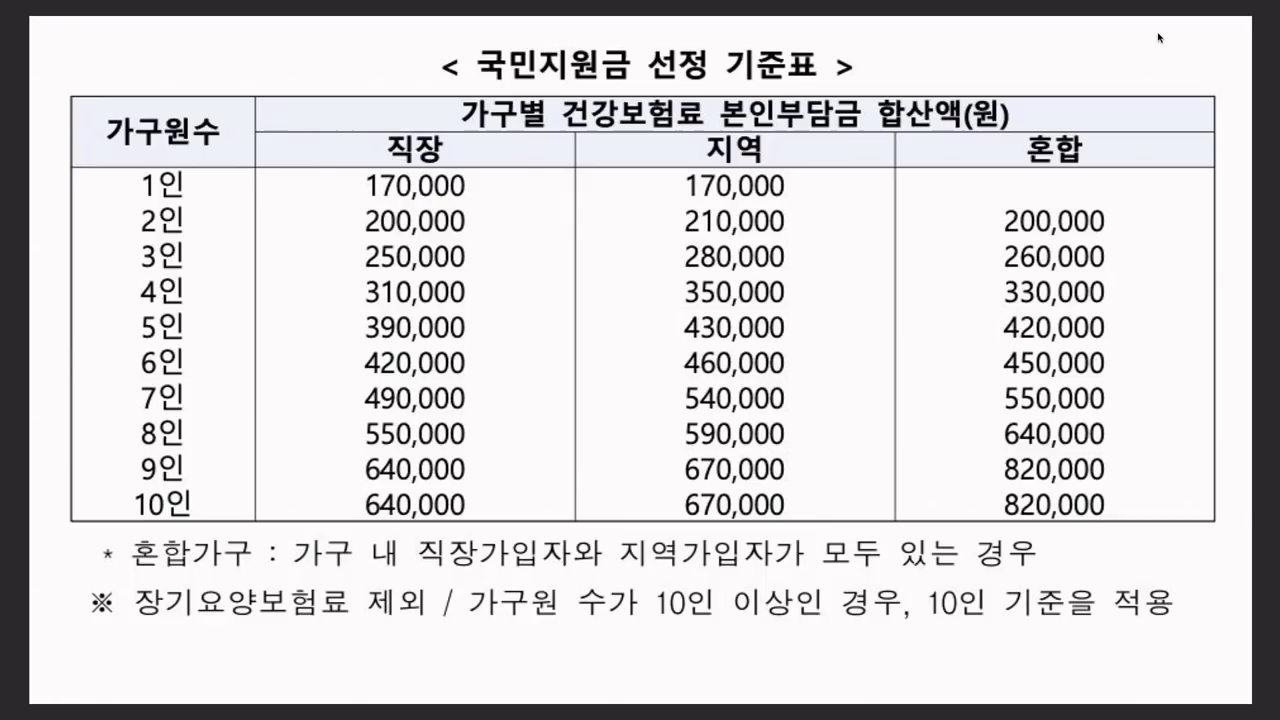 < 국민지원금 선정 기준표 >
가구원수 가구별 건강보험료 본인부담금 합산액(원)
직장 지역 혼합
1인 170,000 170,000
2인 200,000 210,000 200,000
3인 250,000 280,000 260,000
4인 310,000 350,000 330,000
5인 390,000 430,000 420,000
6인 420,000 460,000 450,000
7인 490,000 540,000 550,000
8인 550,000 590,000 640,000
9인 640,000 670,000 820,000
10인 640,000 670,000 820,000
* 혼합가구 : 가구 내 직장가입자와 지역가입자가 모두 있는 경우
※ 장기요양보험료 제외 / 가구원 수가 10인 이상인 경우, 10인 기준을 적용